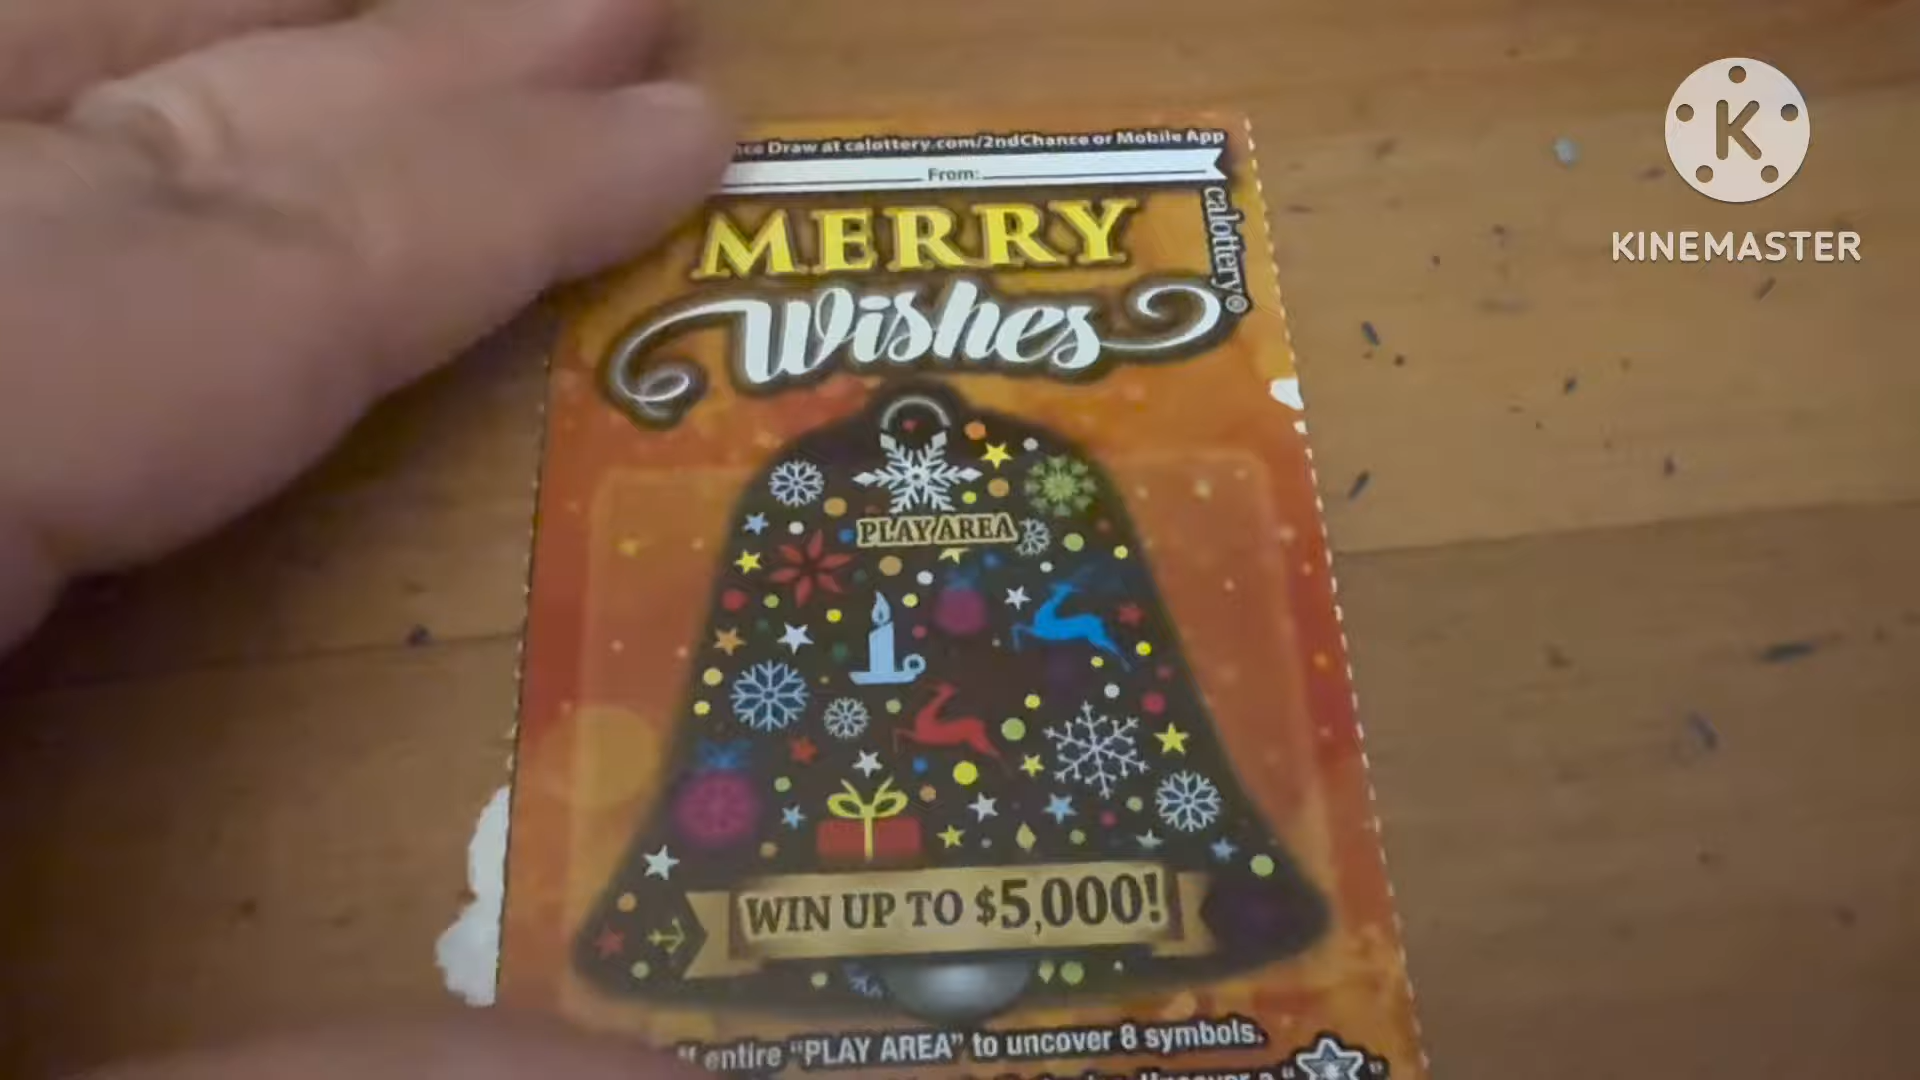 Draw at calottery.com/2ndChance or Mobile App
From:
calottery®
MERRY
Wishes
PLAY AREA
WIN UP TO $5,000!
entire “PLAY AREA” to uncover 8 symbols.
K
KINEMASTER